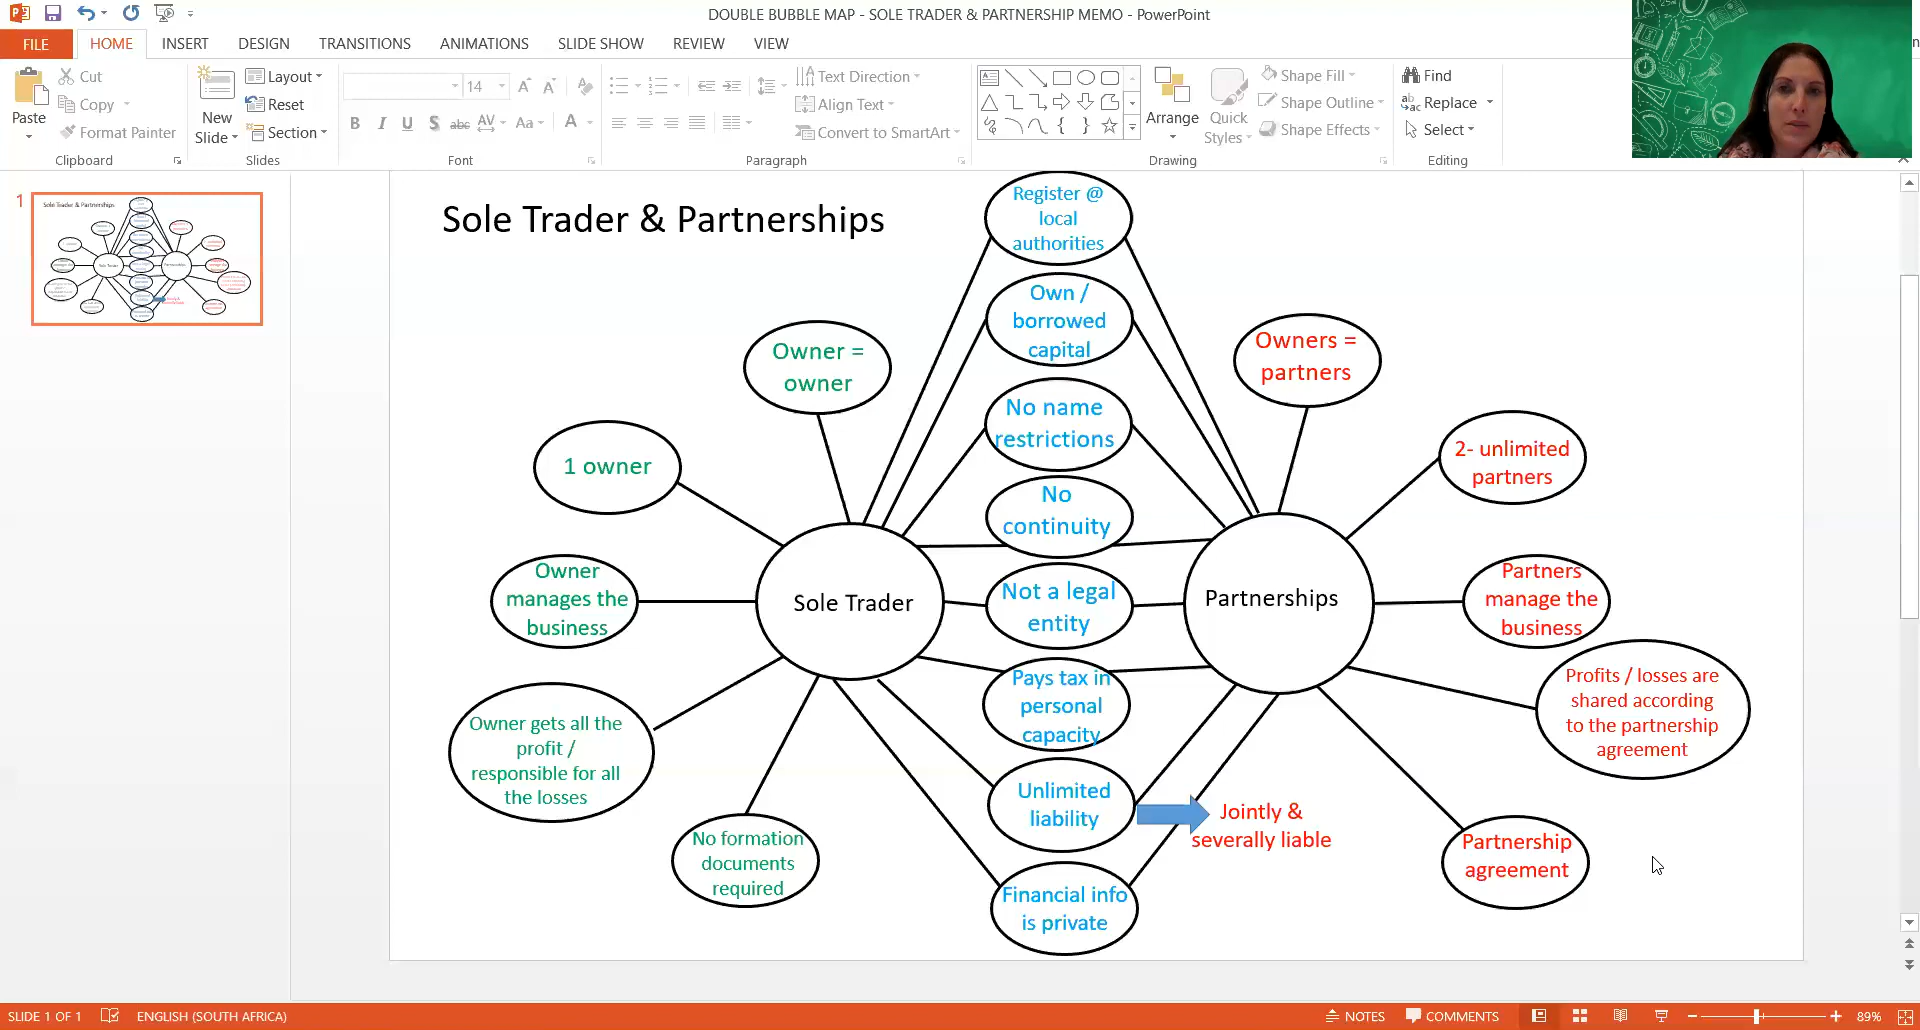 DOUBLE BUBBLE MAP - SOLE TRADER & PARTNERSHIP MEMO - PowerPoint
FILE
HOME
INSERT
DESIGN
TRANSITIONS
ANIMATIONS
SLIDE SHOW
REVIEW
VIEW
Paste
Cut
Copy
Format Painter
Clipboard
New
Slide
Layout
Reset
Section
Slides
14
Font
Text Direction
Align Text
Convert to SmartArt
Paragraph
Arrange
Quick
Styles
Shape Fill
Shape Outline
Shape Effects
Drawing
Find
Replace
Select
Editing
1
Sole Trader & Partnerships
Register @
local
authorities
Own /
borrowed
capital
No name
restrictions
No
continuity
Not a legal
entity
Pays tax in
personal
capacity
Unlimited
liability
Jointly &
severally liable
Financial info
is private
Owner =
owner
1 owner
Owner
manages the
business
Owner gets all the
profit /
responsible for all
the losses
No formation
documents
required
Sole Trader
Partnerships
Owners =
partners
2- unlimited
partners
Partners
manage the
business
Profits / losses are
shared according
to the partnership
agreement
Partnership
agreement
SLIDE 1 OF 1
ENGLISH (SOUTH AFRICA)
NOTES
COMMENTS
89%